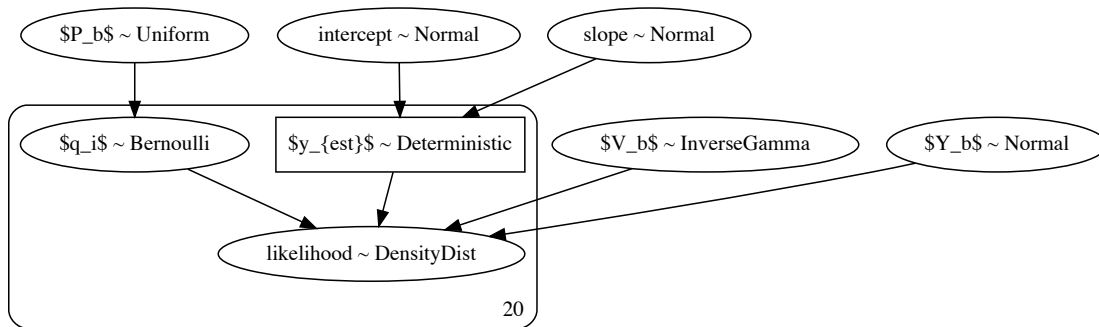 $P_b$ ~ Uniform
intercept ~ Normal
slope ~ Normal
$q_i$ ~ Bernoulli
$y_{est}$ ~ Deterministic
$V_b$ ~ InverseGamma
$Y_b$ ~ Normal
likelihood ~ DensityDist
20